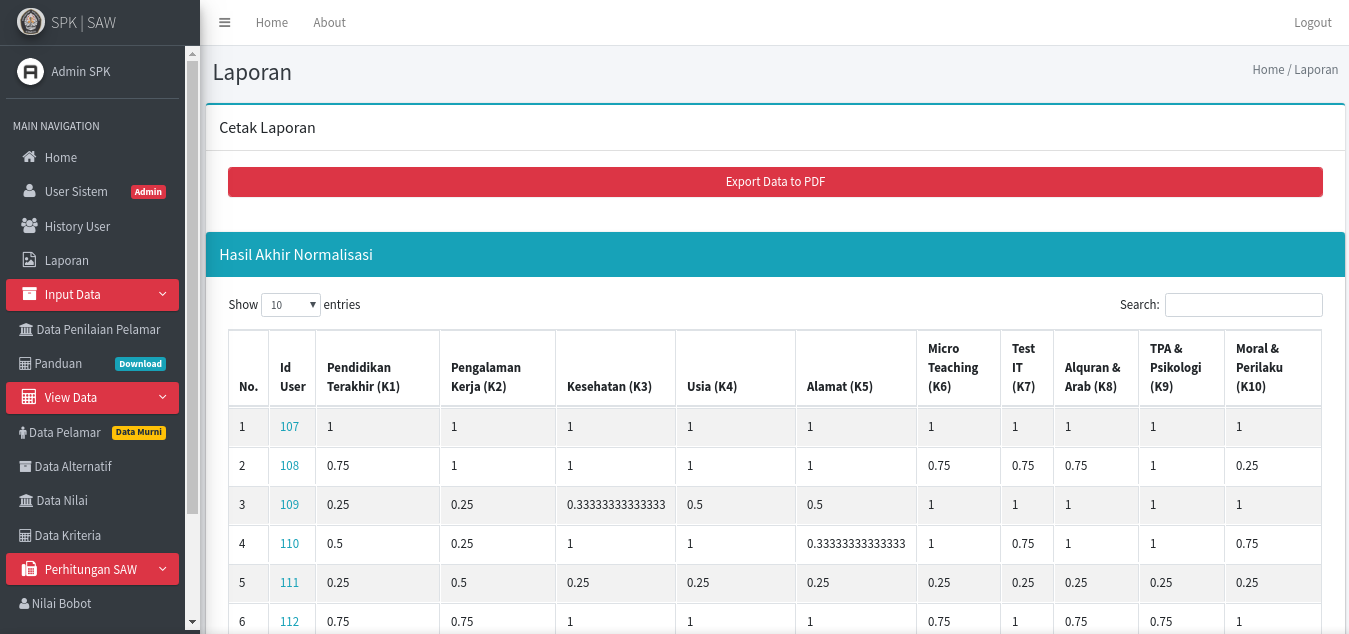 SPK | SAW
Home About Logout
Admin SPK
MAIN NAVIGATION
Home
User Sistem Admin
History User
Laporan
Input Data
Data Penilaian Pelamar
Panduan Download
View Data
Data Pelamar Data Murni
Data Alternatif
Data Nilai
Data Kriteria
Perhitungan SAW
Nilai Bobot
Laporan
Home / Laporan
Cetak Laporan
Export Data to PDF
Hasil Akhir Normalisasi
Show 10 entries Search:
No. Id User Pendidikan Terakhir (K1) Pengalaman Kerja (K2) Kesehatan (K3) Usia (K4) Alamat (K5) Micro Teaching (K6) Test IT (K7) Alquran & Arab (K8) TPA & Psikologi (K9) Moral & Perilaku (K10)
1 107 1 1 1 1 1 1 1 1 1 1
2 108 0.75 1 1 1 1 0.75 0.75 0.75 1 0.25
3 109 0.25 0.25 0.33333333333333 0.5 0.5 1 1 1 1 1
4 110 0.5 0.25 1 1 0.33333333333333 1 0.75 1 1 0.75
5 111 0.25 0.5 0.25 0.25 0.25 0.25 0.25 0.25 0.25 0.25
6 112 0.75 0.75 1 1 1 0.75 1 0.75 0.75 1